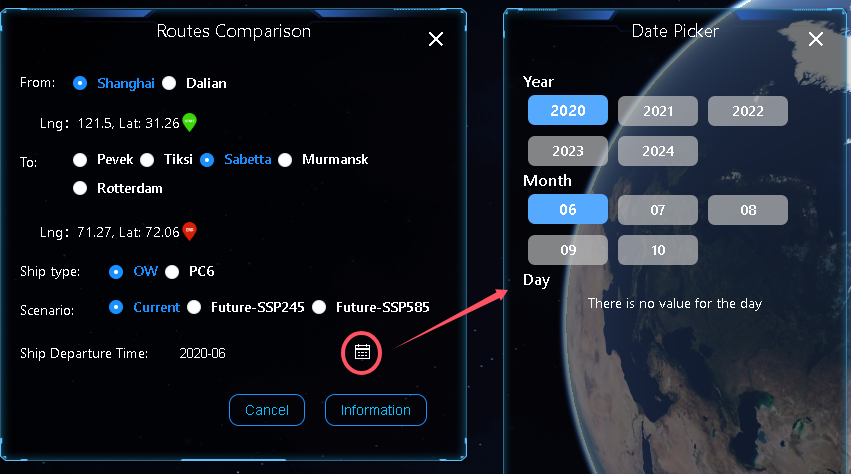 Routes Comparison
From: Shanghai Dalian
Lng: 121.5, Lat: 31.26
To: Pevek Tiksi Sabetta Murmansk
Rotterdam
Lng: 71.27, Lat: 72.06
Ship type: OW PC6
Scenario: Current Future-SSP245 Future-SSP585
Ship Departure Time: 2020-06
Cancel Information
Date Picker
Year
2020 2021 2022
2023 2024
Month
06 07 08
09 10
Day
There is no value for the day